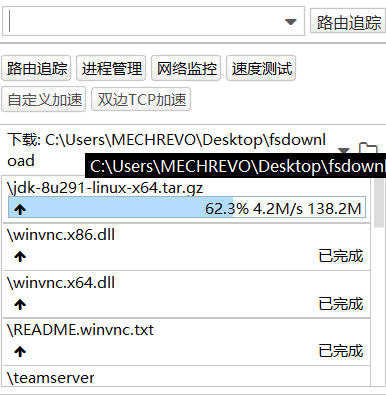 路由追踪
路由追踪 进程管理 网络监控 速度测试
自定义加速 双边TCP加速
下载: C:\Users\MECHREVO\Desktop\fsdownl
oad
C:\Users\MECHREVO\Desktop\fsdownl
\jdk-8u291-linux-x64.tar.gz
62.3% 4.2M/s 138.2M
\winvnc.x86.dll
已完成
\winvnc.x64.dll
已完成
\README.winvnc.txt
已完成
\teamserver